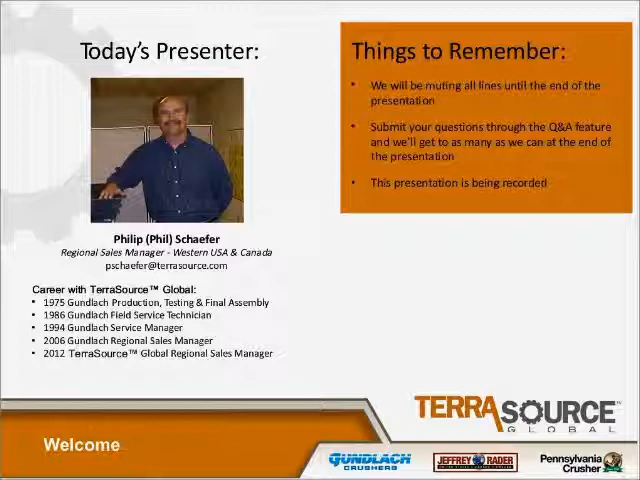 Today's Presenter:
Philip (Phil) Schaefer
Regional Sales Manager - Western USA & Canada
pschaefer@terrasource.com
Career with TerraSource™ Global:
• 1975 Gundlach Production, Testing & Final Assembly
• 1986 Gundlach Field Service Technician
• 1994 Gundlach Service Manager
• 2006 Gundlach Regional Sales Manager
• 2012 TerraSource™ Global Regional Sales Manager
Things to Remember:
• We will be muting all lines until the end of the
presentation
• Submit your questions through the Q&A feature
and we'll get to as many as we can at the end of
the presentation
• This presentation is being recorded
TERRASOURCE™
GLOBAL
Welcome
GUNDLACH
CRUSHERS
JEFFREY RADER
Pennsylvania
Crusher